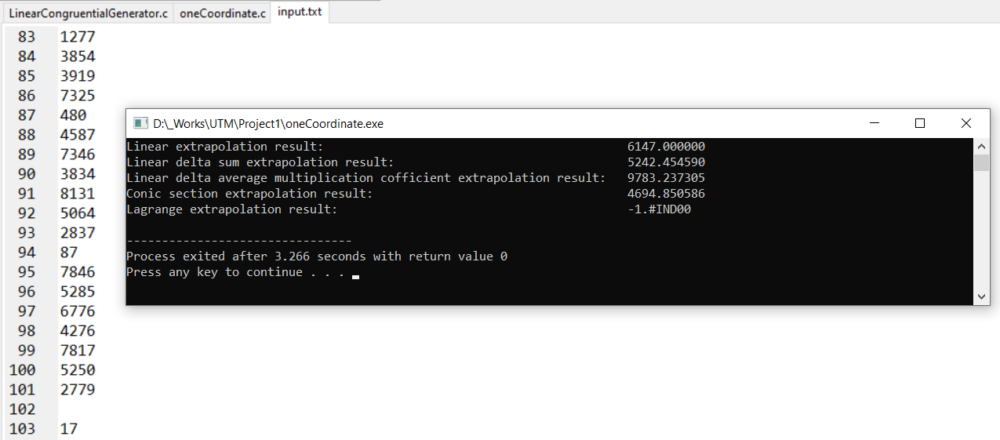 LinearCongruentialGenerator.c oneCoordinate.c input.txt
83 1277
84 3854
85 3919
86 7325
87 480
88 4587
89 7346
90 3834
91 8131
92 5064
93 2837
94 87
95 7846
96 5285
97 6776
98 4276
99 7817
100 5250
101 2779
102
103 17
D:\_Works\UTM\Project1\oneCoordinate.exe
Linear extrapolation result: 6147.000000
Linear delta sum extrapolation result: 5242.454590
Linear delta average multiplication cofficient extrapolation result: 9783.237305
Conic section extrapolation result: 4694.850586
Lagrange extrapolation result: -1.#IND00
--------------------------------
Process exited after 3.266 seconds with return value 0
Press any key to continue . . .